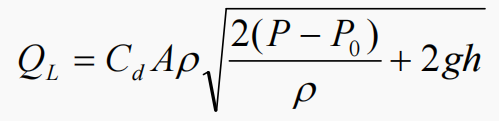 Q_L = C_d Aρ√(2(P − P_0)/ρ + 2gh)